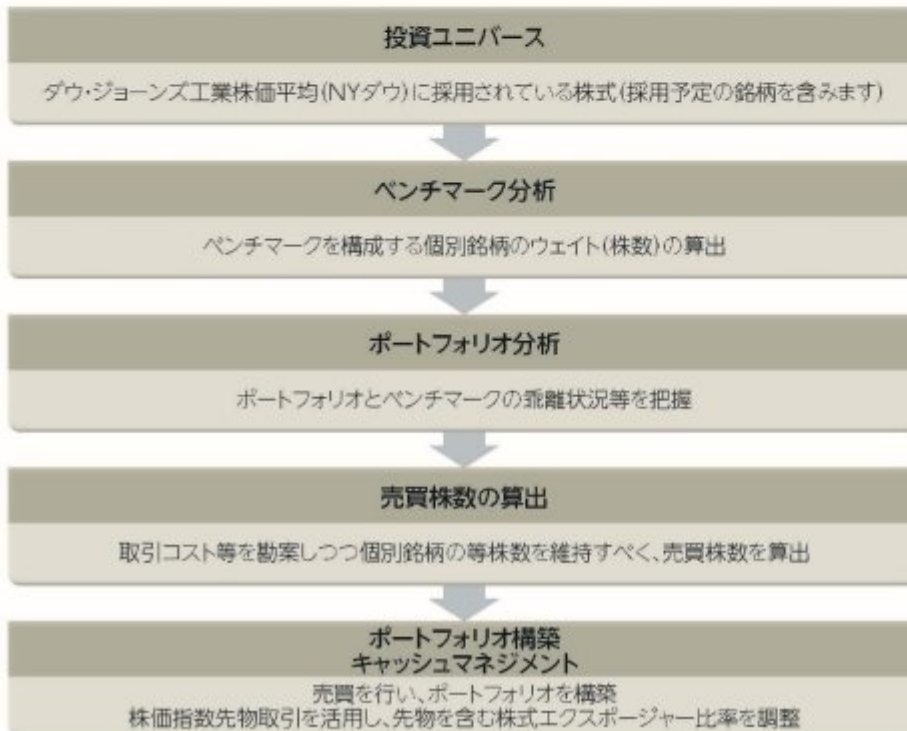 投資ユニバース
ダウ・ジョーンズ工業株価平均(NYダウ)に採用されている株式(採用予定の銘柄を含みます)
ベンチマーク分析
ベンチマークを構成する個別銘柄のウェイト(株数)の算出
ポートフォリオ分析
ポートフォリオとベンチマークの乖離状況等を把握
売買株数の算出
取引コスト等を勘案しつつ個別銘柄の等株数を維持すべく、売買株数を算出
ポートフォリオ構築
キャッシュマネジメント
売買を行い、ポートフォリオを構築
株価指数先物取引を活用し、先物を含む株式エクスポージャー比率を調整